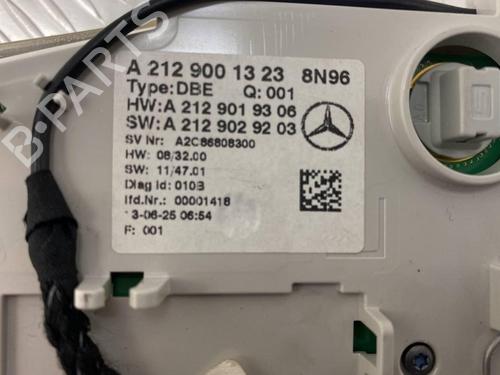 A 212 900 13 23 8N96
Type:DBE Q:001
HW:A 212 901 93 06
SW:A 212 902 92 03
SV Nr: A2C86808300
HW: 08/32.00
SW: 11/47.01
Diag Id: 010B
lfd.Nr.: 00001418
3-06-25 06:54
F: 001
B-Parts